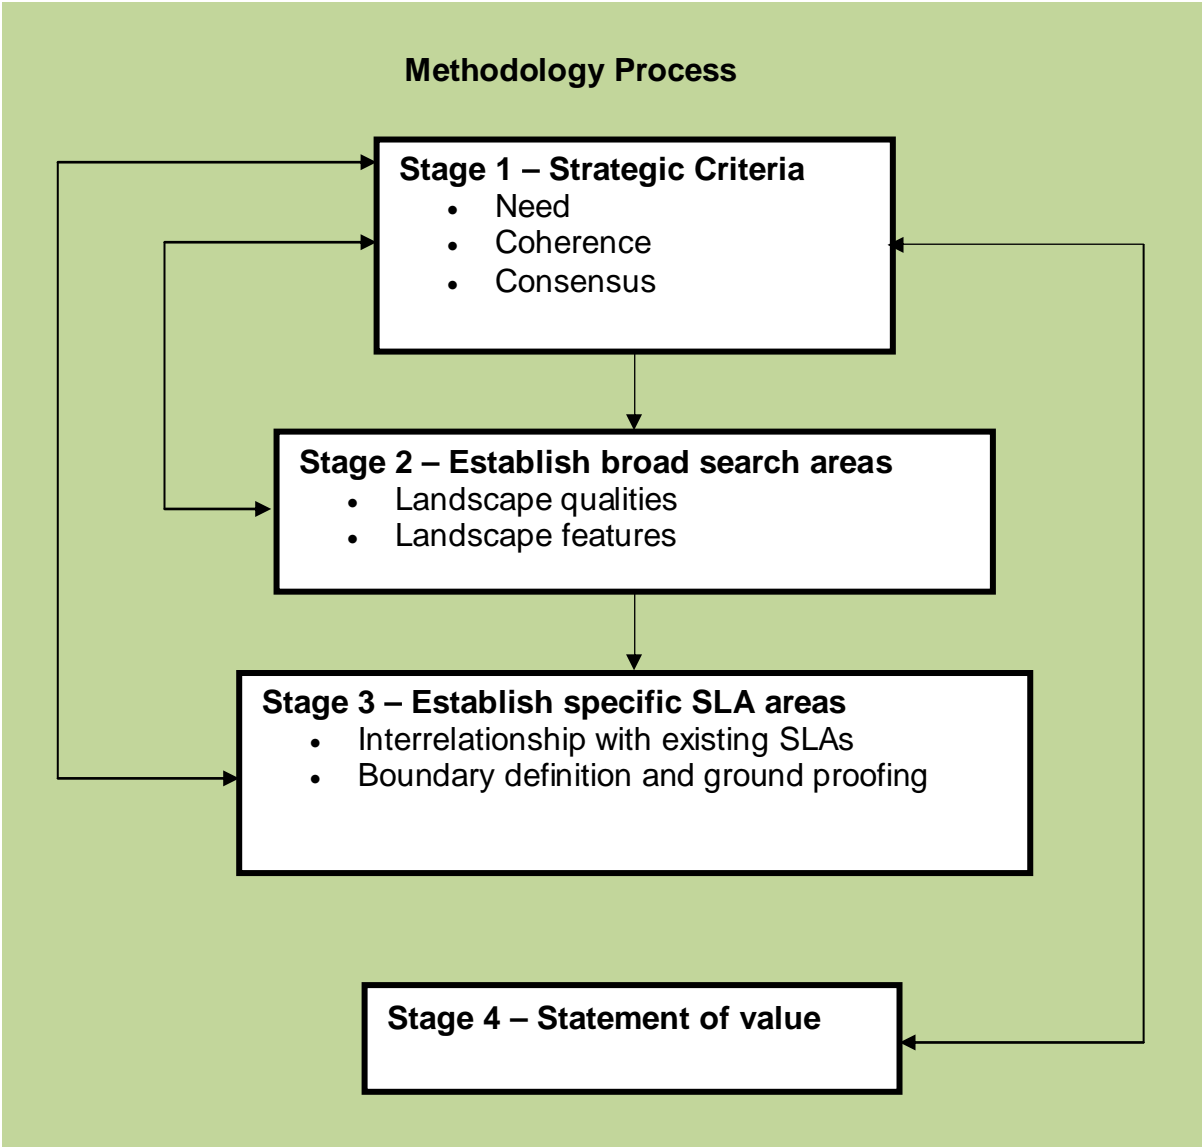 Methodology Process
Stage 1 – Strategic Criteria
• Need
• Coherence
• Consensus
Stage 2 – Establish broad search areas
• Landscape qualities
• Landscape features
Stage 3 – Establish specific SLA areas
• Interrelationship with existing SLAs
• Boundary definition and ground proofing
Stage 4 – Statement of value